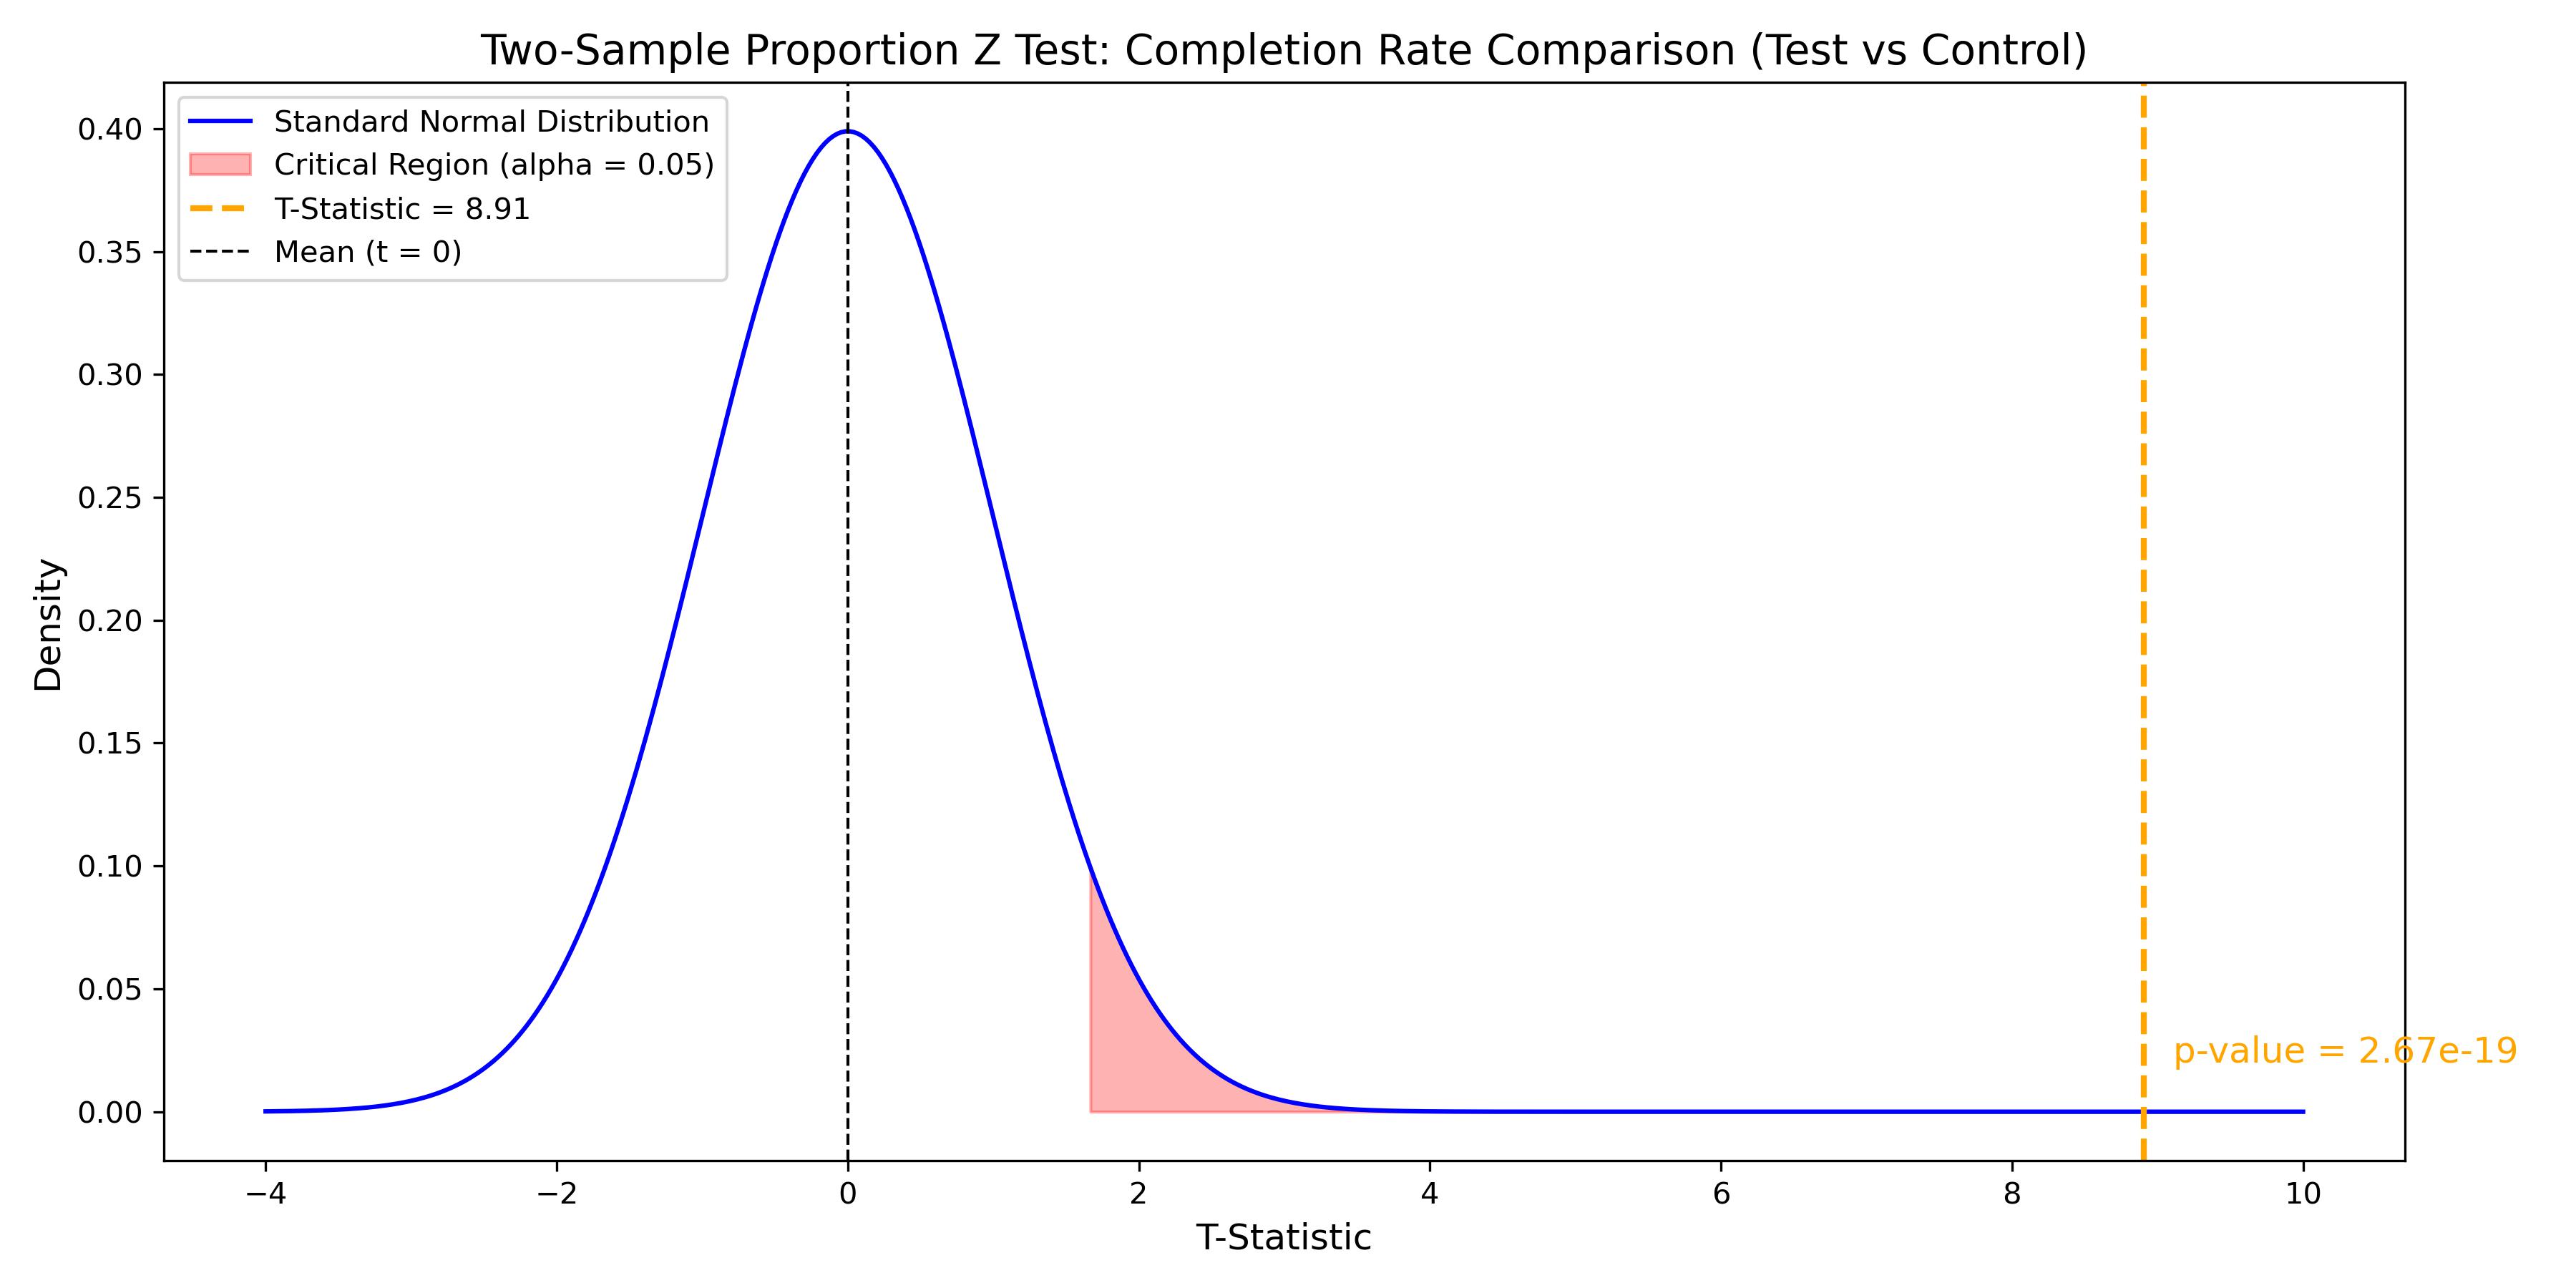 Two-Sample Proportion Z Test: Completion Rate Comparison (Test vs Control)
Standard Normal Distribution
Critical Region (alpha = 0.05)
T-Statistic = 8.91
Mean (t = 0)
0.40
0.35
0.30
0.25
0.20
0.15
0.10
0.05
0.00
Density
p-value = 2.67e-19
−4 −2 0 2 4 6 8 10
T-Statistic